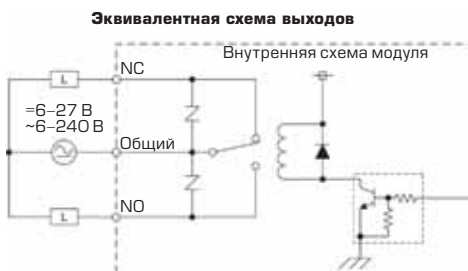 Эквивалентная схема выходов
Внутренняя схема модуля
NC
L
=6–27 В
~6–240 В
Общий
NO
L